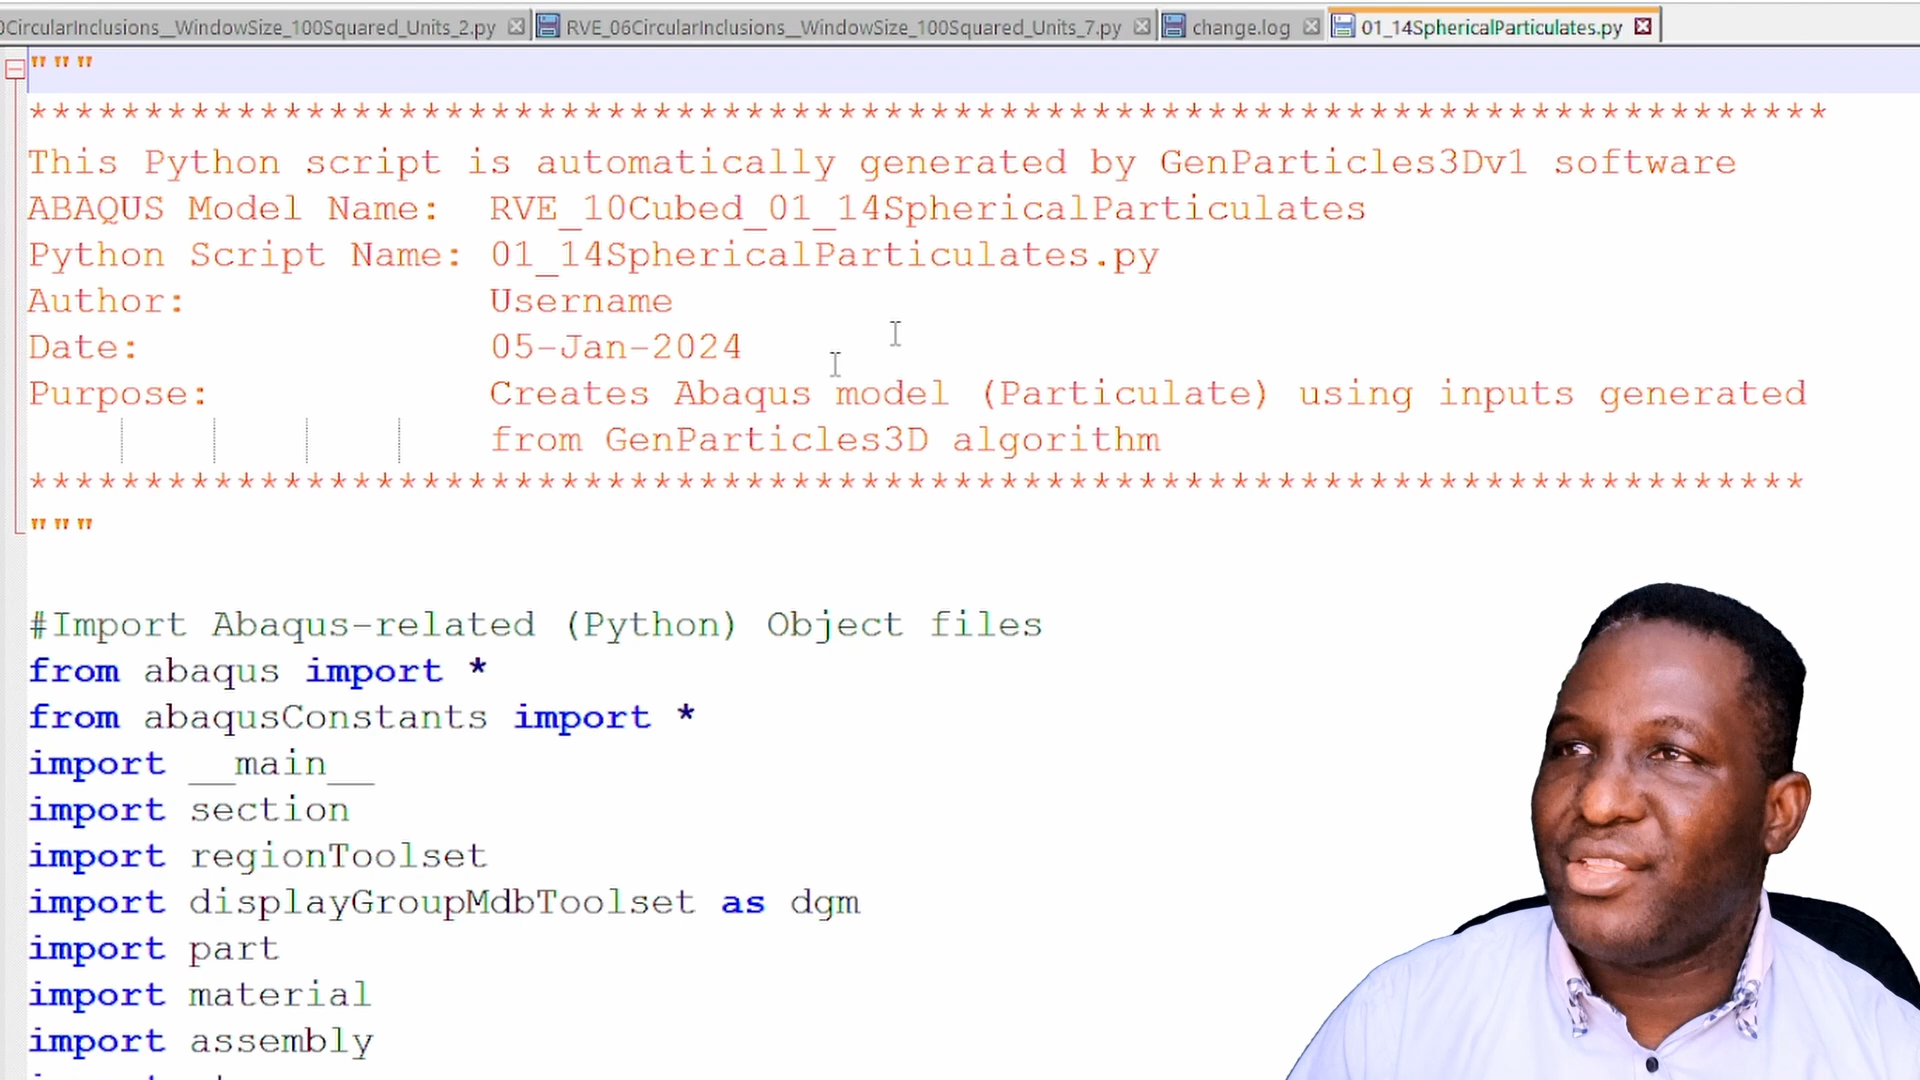 CircularInclusions__WindowSize_100Squared_Units_2.py RVE_06CircularInclusions__WindowSize_100Squared_Units_7.py change.log 01_14SphericalParticulates.py
"""
******************************************************************************
This Python script is automatically generated by GenParticles3Dv1 software
ABAQUS Model Name: RVE_10Cubed_01_14SphericalParticulates
Python Script Name: 01_14SphericalParticulates.py
Author: Username
Date: 05-Jan-2024
Purpose: Creates Abaqus model (Particulate) using inputs generated
from GenParticles3D algorithm
*****************************************************************************
"""
#Import Abaqus-related (Python) Object files
from abaqus import *
from abaqusConstants import *
import __main__
import section
import regionToolset
import displayGroupMdbToolset as dgm
import part
import material
import assembly